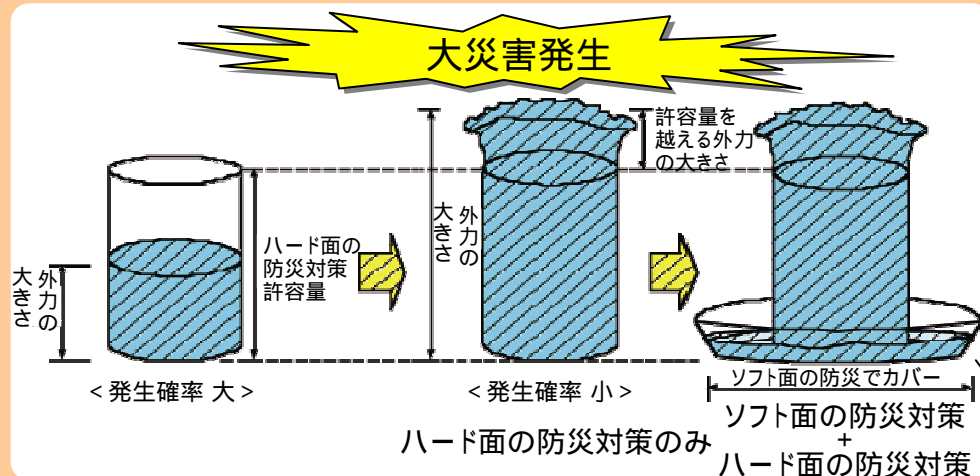 大災害発生
許容量を
越える外力
の大きさ
外力の
大きさ
ハード面の
防災対策
許容量
外力の
大きさ
＜発生確率 大＞
＜発生確率 小＞
ソフト面の防災でカバー
ハード面の防災対策のみ
ソフト面の防災対策
+
ハード面の防災対策